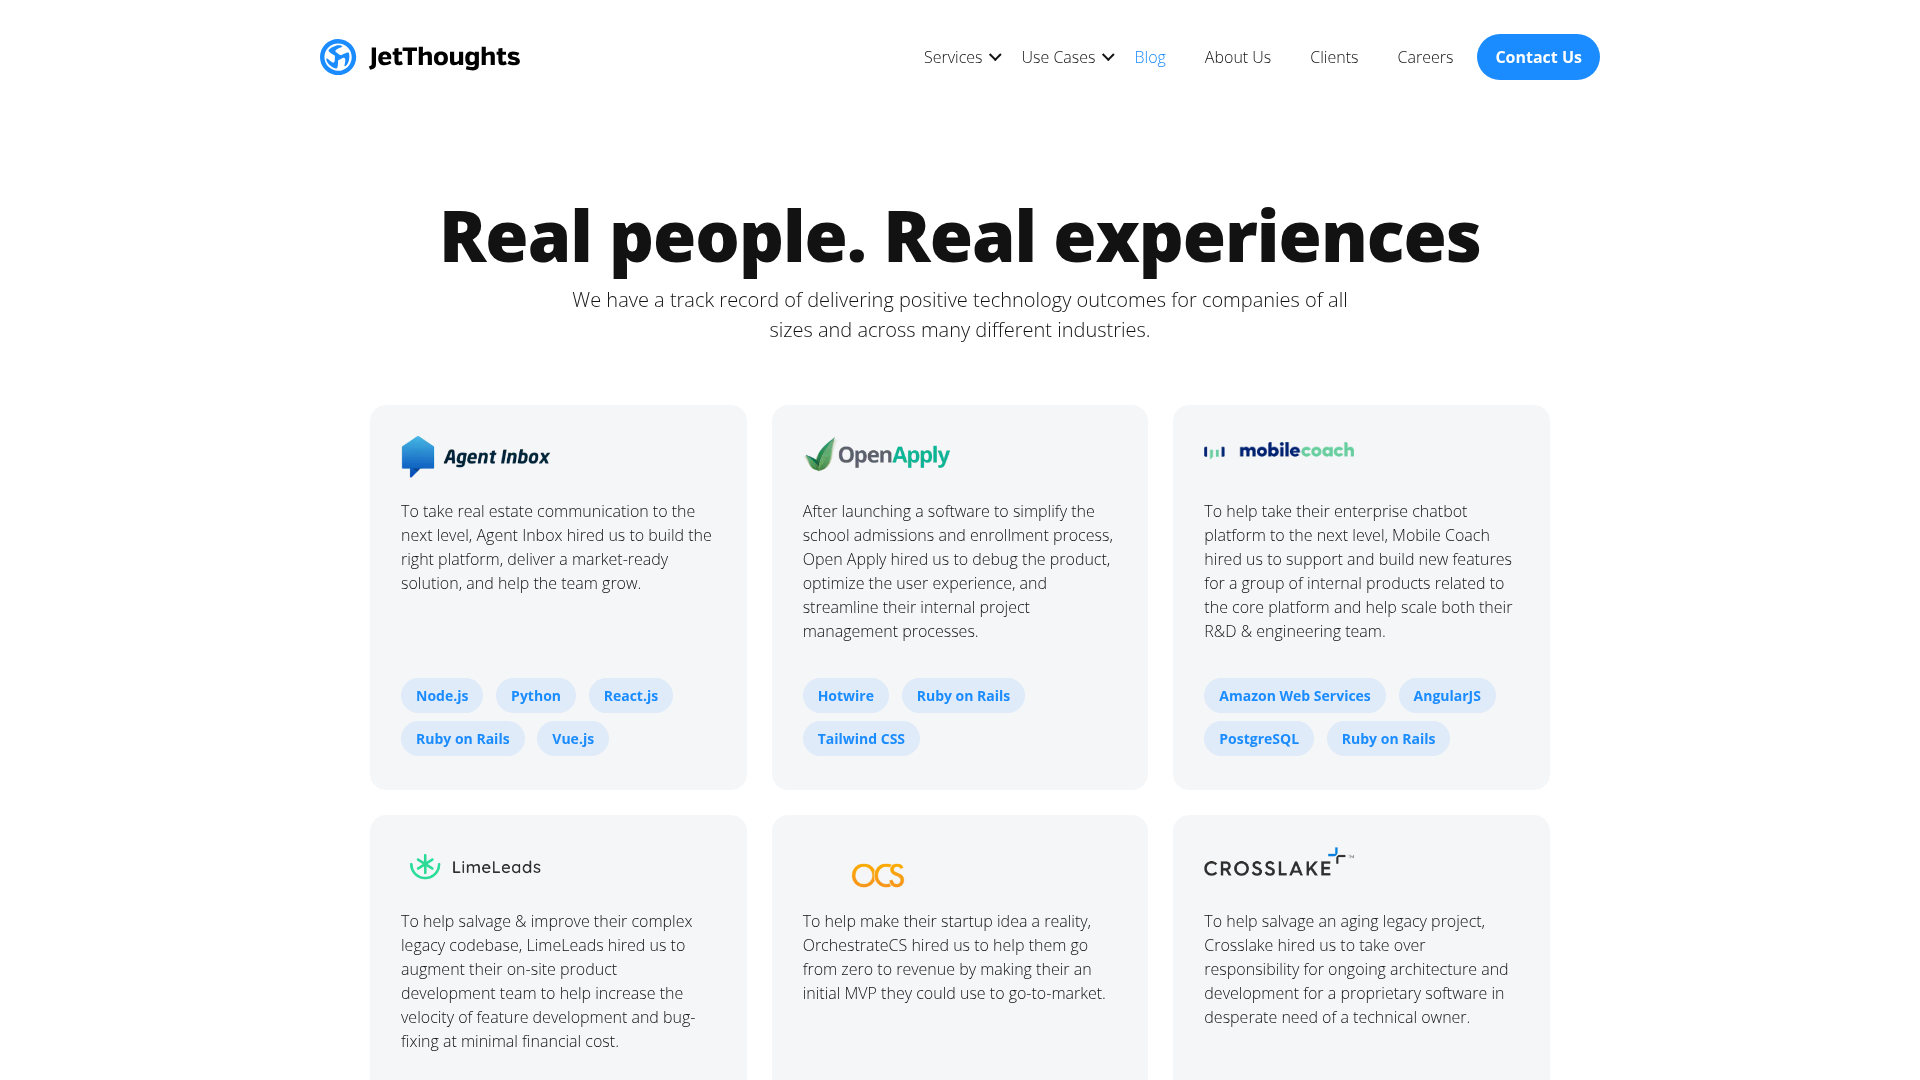 JetThoughts
Services
Use Cases
Blog
About Us
Clients
Careers
Contact Us
Real people. Real experiences
We have a track record of delivering positive technology outcomes for companies of all
sizes and across many different industries.
Agent Inbox
To take real estate communication to the
next level, Agent Inbox hired us to build the
right platform, deliver a market-ready
solution, and help the team grow.
Node.js
Python
React.js
Ruby on Rails
Vue.js
OpenApply
After launching a software to simplify the
school admissions and enrollment process,
Open Apply hired us to debug the product,
optimize the user experience, and
streamline their internal project
management processes.
Hotwire
Ruby on Rails
Tailwind CSS
mobilecoach
To help take their enterprise chatbot
platform to the next level, Mobile Coach
hired us to support and build new features
for a group of internal products related to
the core platform and help scale both their
R&D & engineering team.
Amazon Web Services
AngularJS
PostgreSQL
Ruby on Rails
LimeLeads
To help salvage & improve their complex
legacy codebase, LimeLeads hired us to
augment their on-site product
development team to help increase the
velocity of feature development and bug-
fixing at minimal financial cost.
OCS
To help make their startup idea a reality,
OrchestrateCS hired us to help them go
from zero to revenue by making their an
initial MVP they could use to go-to-market.
CROSSLAKE™
To help salvage an aging legacy project,
Crosslake hired us to take over
responsibility for ongoing architecture and
development for a proprietary software in
desperate need of a technical owner.